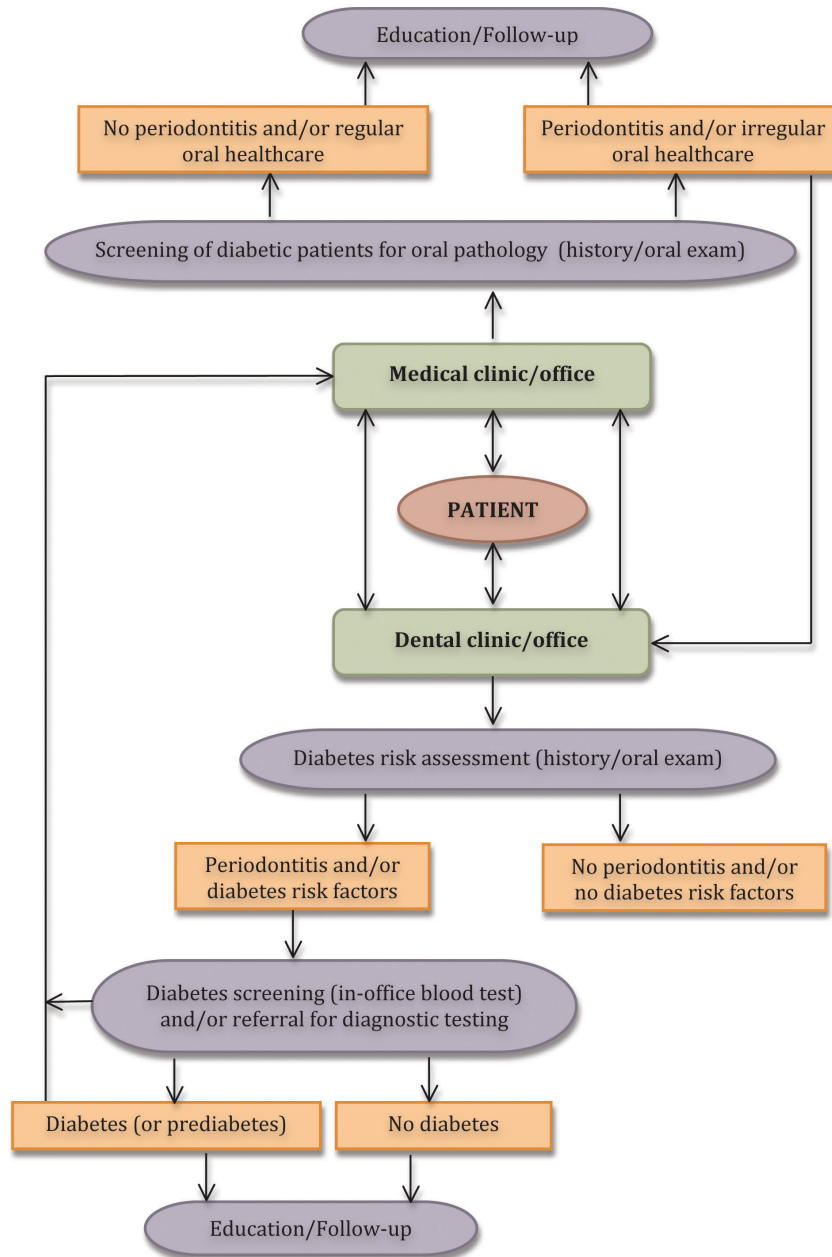 Education/Follow-up
No periodontitis and/or regular
oral healthcare
Periodontitis and/or irregular
oral healthcare
Screening of diabetic patients for oral pathology (history/oral exam)
Medical clinic/office
PATIENT
Dental clinic/office
Diabetes risk assessment (history/oral exam)
Periodontitis and/or
diabetes risk factors
No periodontitis and/or
no diabetes risk factors
Diabetes screening (in-office blood test)
and/or referral for diagnostic testing
Diabetes (or prediabetes)
No diabetes
Education/Follow-up